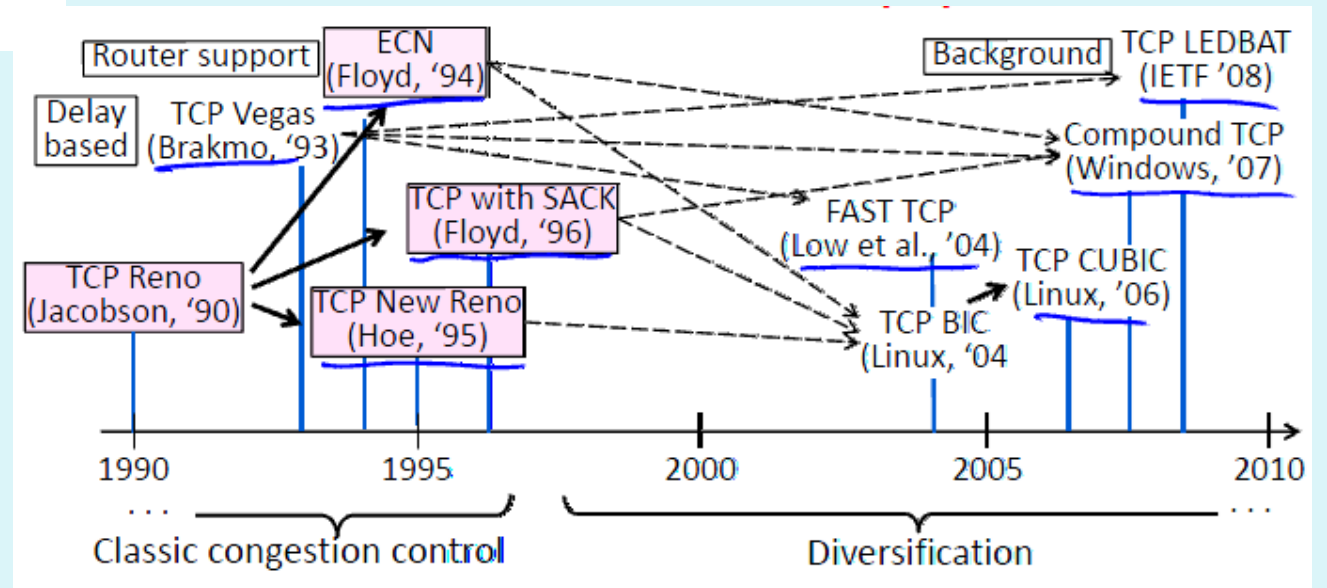 Router support
ECN
(Floyd, ‘94)
Background
TCP LEDBAT
(IETF ’08)
Delay
based
TCP Vegas
(Brakmo, ‘93)
Compound TCP
(Windows, ’07)
TCP with SACK
(Floyd, ‘96)
FAST TCP
(Low et al., ’04)
TCP Reno
(Jacobson, ‘90)
TCP New Reno
(Hoe, ‘95)
TCP CUBIC
(Linux, ’06)
TCP BIC
(Linux, ‘04
1990
1995
2000
2005
2010
. . .
. . .
Classic congestion control
Diversification